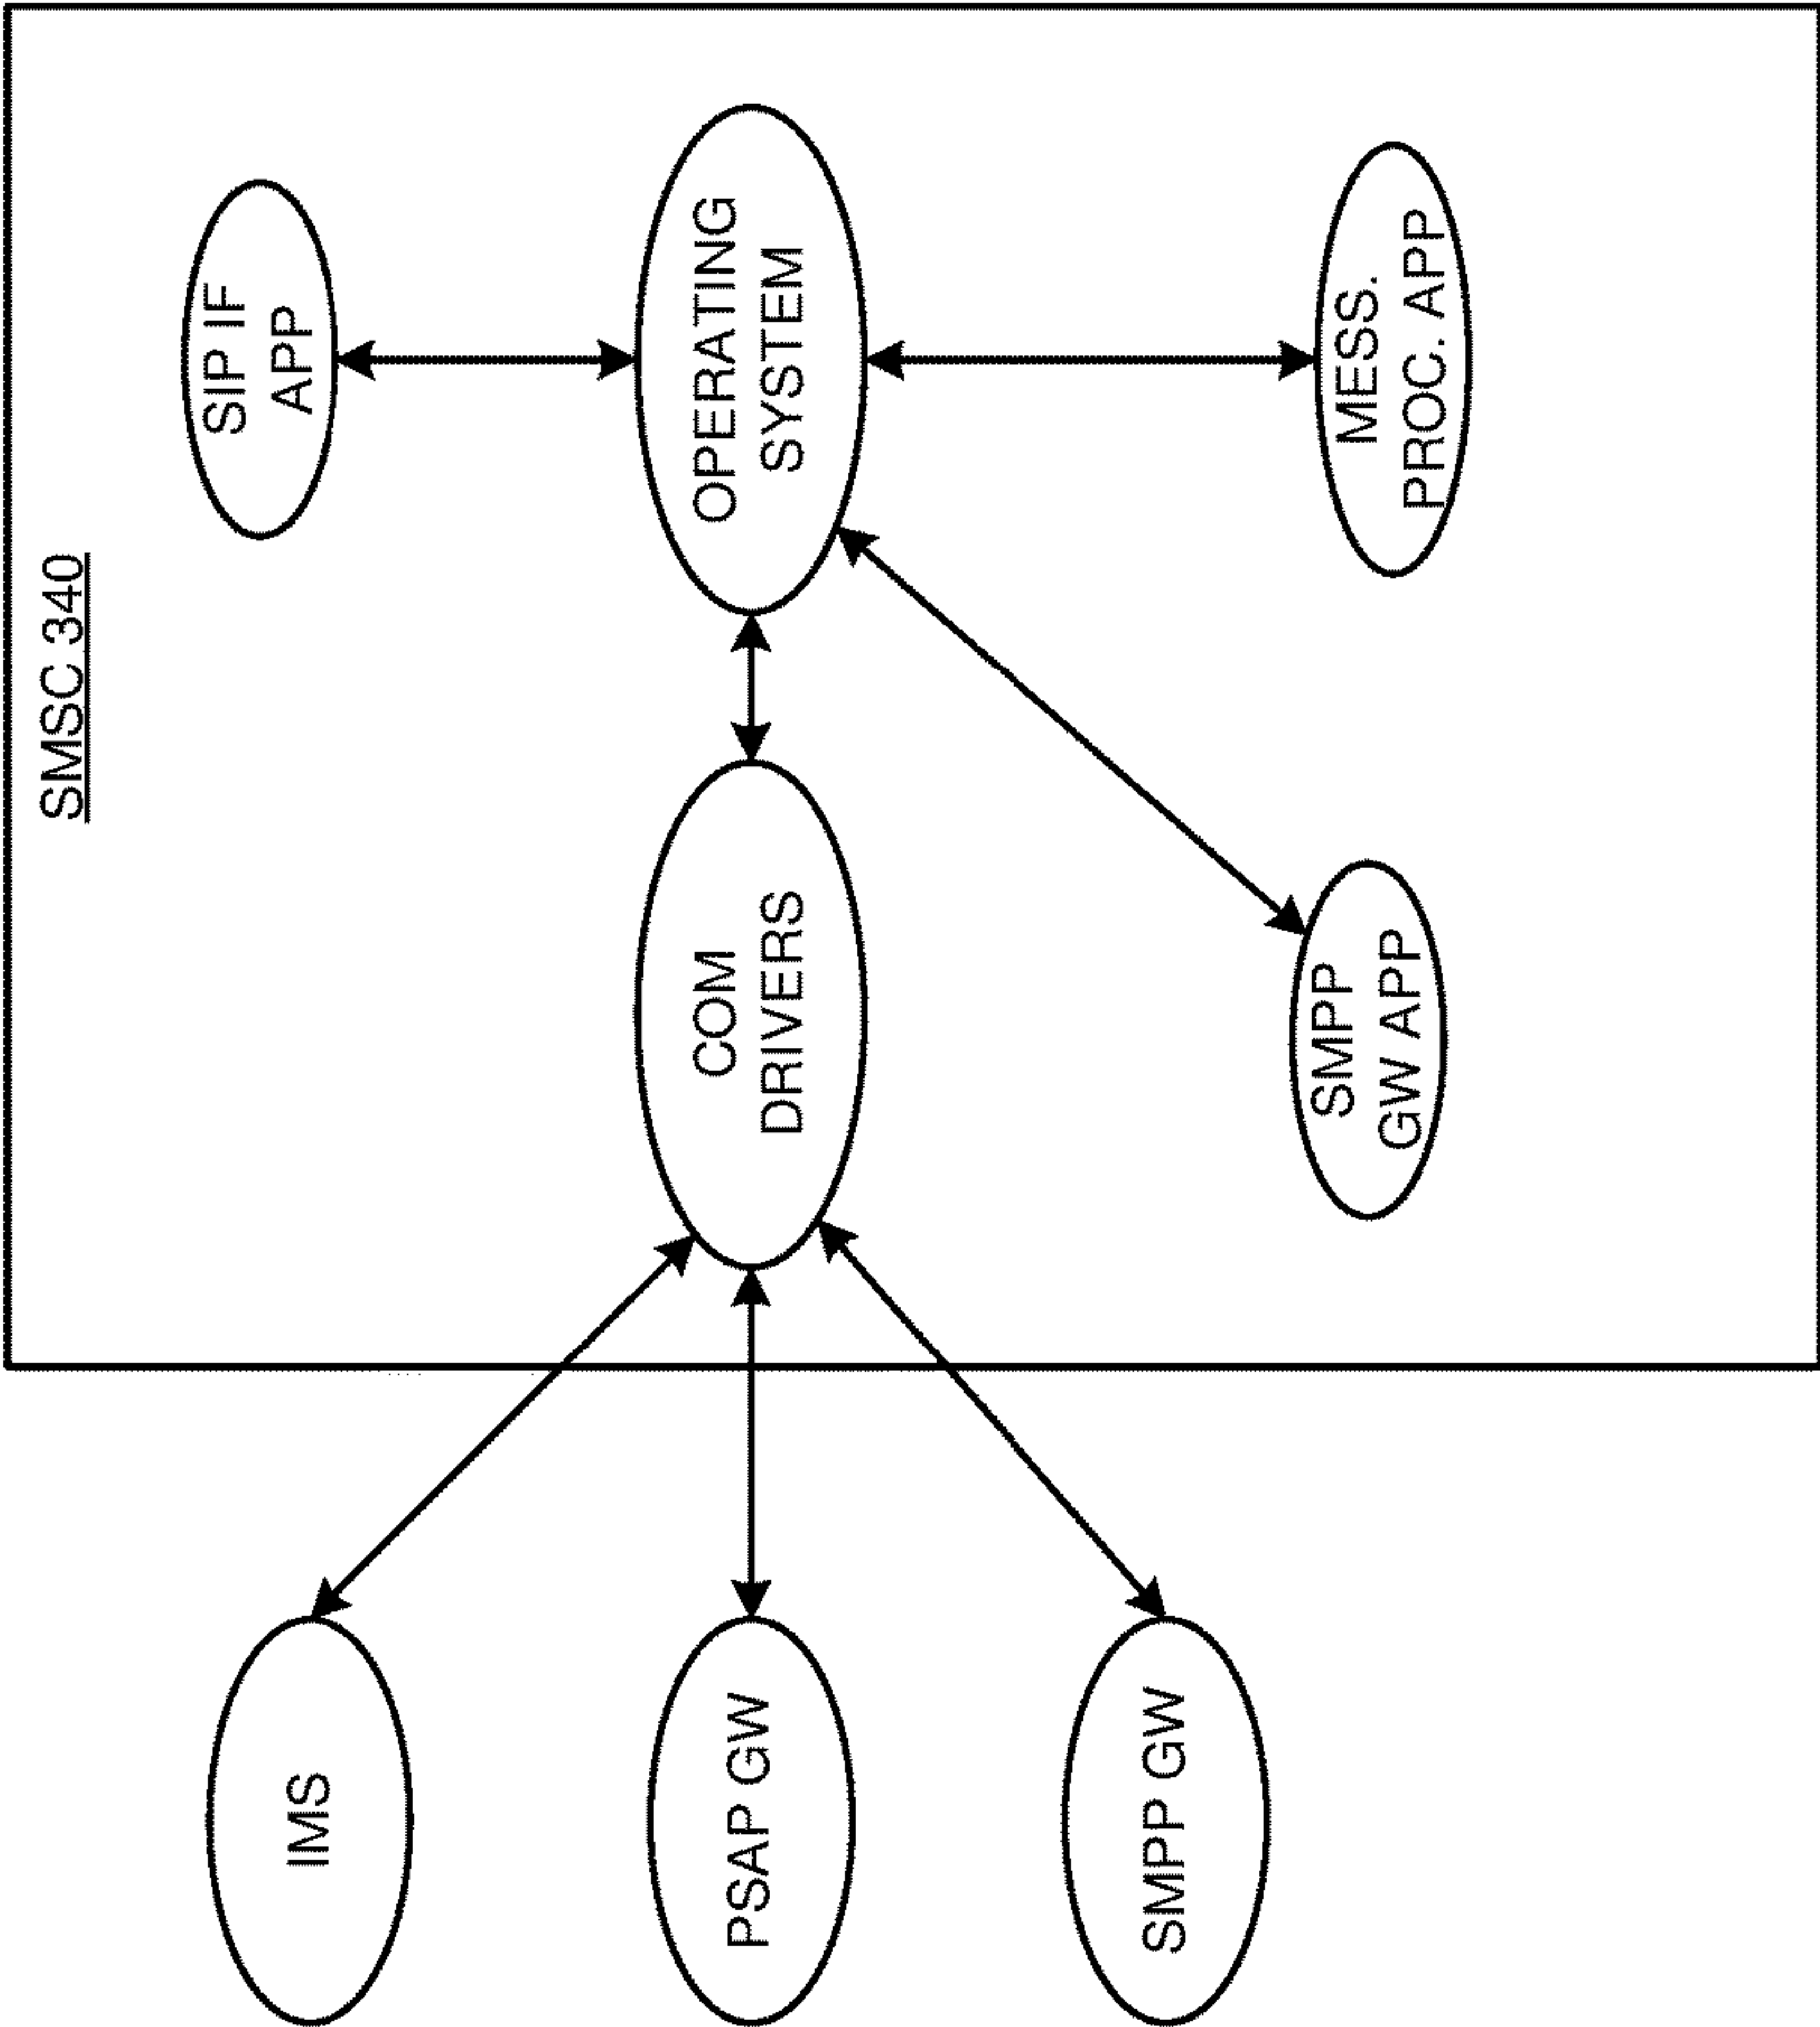 SMSC 340
IMS
PSAP GW
SMPP GW
COM
DRIVERS
SIP IF
APP
OPERATING
SYSTEM
SMPP
GW APP
MESS.
PROC. APP